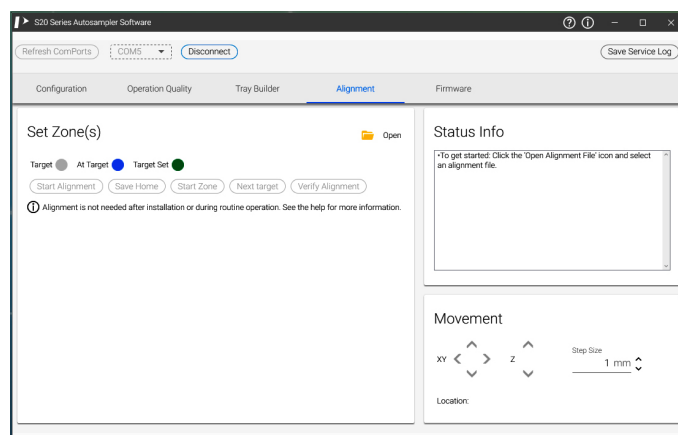 S20 Series Autosampler Software
Refresh ComPorts
COM5
Disconnect
Save Service Log
Configuration
Operation Quality
Tray Builder
Alignment
Firmware
Set Zone(s)
Open
Target
At Target
Target Set
Start Alignment
Save Home
Start Zone
Next target
Verify Alignment
Alignment is not needed after installation or during routine operation. See the help for more information.
Status Info
•To get started: Click the 'Open Alignment File' icon and select
an alignment file.
Movement
XY
Z
Step Size
1 mm
Location: